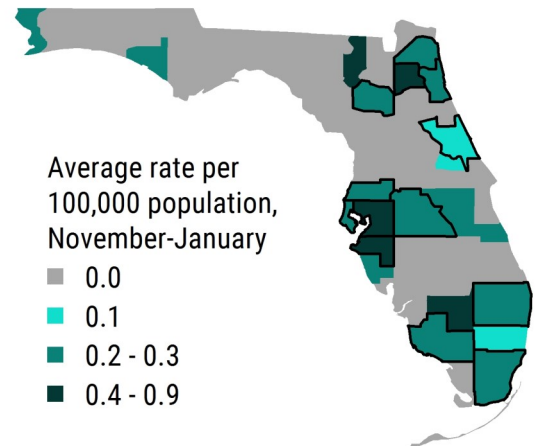 Average rate per
100,000 population,
November-January
0.0
0.1
0.2 - 0.3
0.4 - 0.9